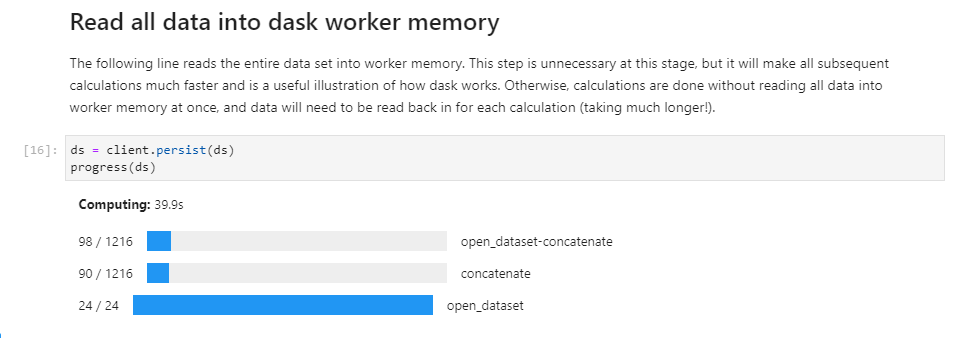 Read all data into dask worker memory
The following line reads the entire data set into worker memory. This step is unnecessary at this stage, but it will make all subsequent
calculations much faster and is a useful illustration of how dask works. Otherwise, calculations are done without reading all data into
worker memory at once, and data will need to be read back in for each calculation (taking much longer!).
[16]: ds = client.persist(ds)
progress(ds)
Computing: 39.9s
98 / 1216 open_dataset-concatenate
90 / 1216 concatenate
24 / 24 open_dataset